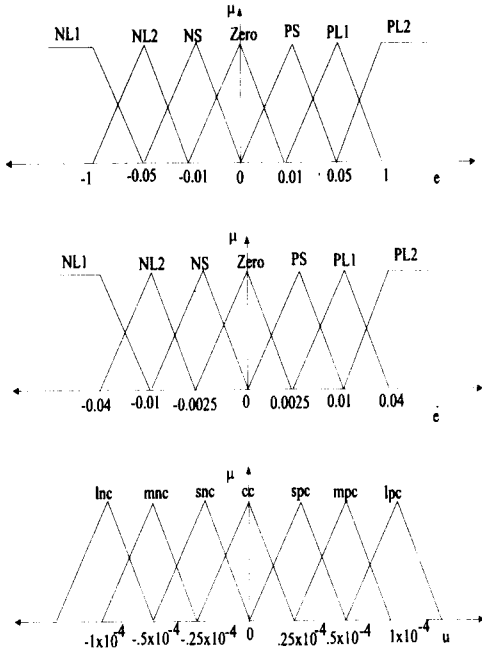 μ
NL1 NL2 NS Zero PS PL1 PL2
-1 -0.05 -0.01 0 0.01 0.05 1 e
μ
NL1 NL2 NS Zero PS PL1 PL2
-0.04 -0.01 -0.0025 0 0.0025 0.01 0.04 ė
μ
lnc mnc snc cc spc mpc lpc
-1x10⁻⁴ -.5x10⁻⁴ -.25x10⁻⁴ 0 .25x10⁻⁴ .5x10⁻⁴ 1x10⁻⁴ u